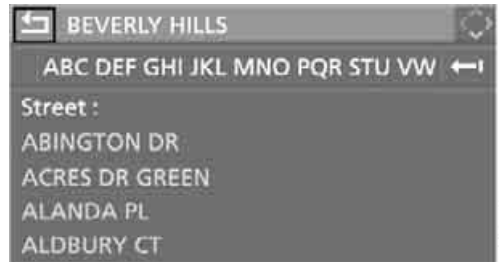 BEVERLY HILLS
ABC DEF GHI JKL MNO PQR STU VW
Street :
ABINGTON DR
ACRES DR GREEN
ALANDA PL
ALDBURY CT